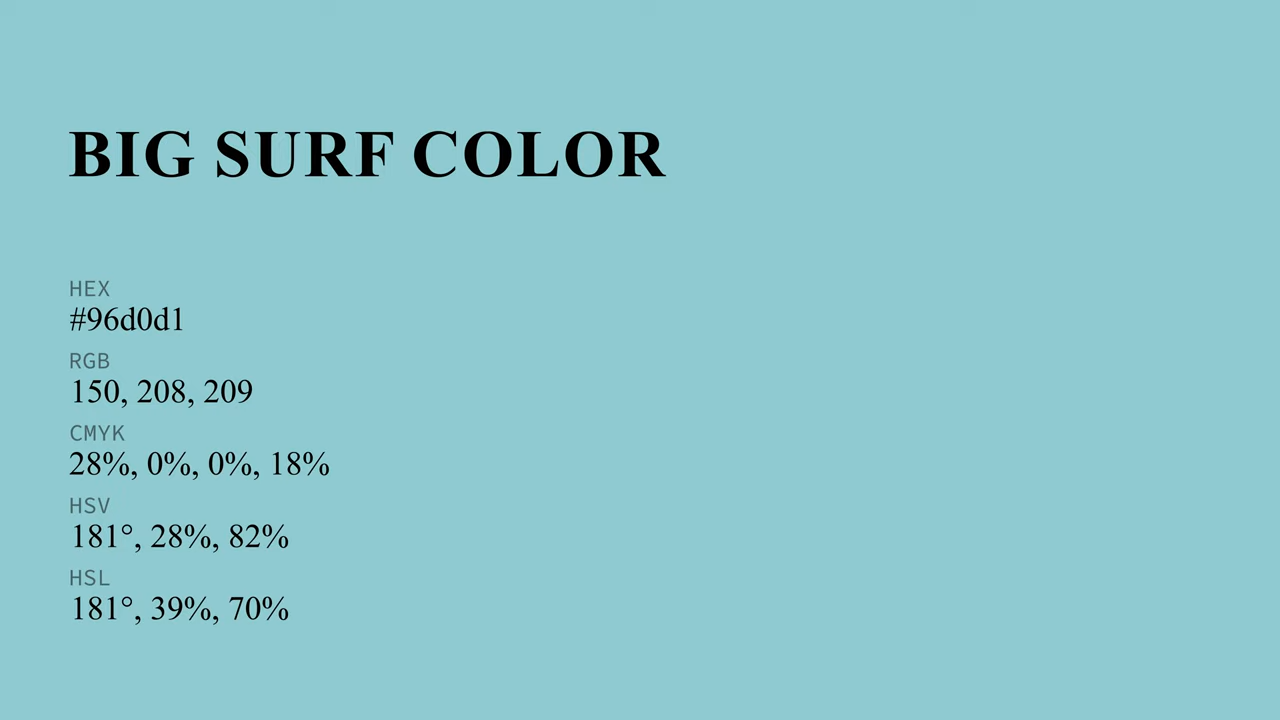 BIG SURF COLOR
HEX
#96d0d1
RGB
150, 208, 209
CMYK
28%, 0%, 0%, 18%
HSV
181°, 28%, 82%
HSL
181°, 39%, 70%